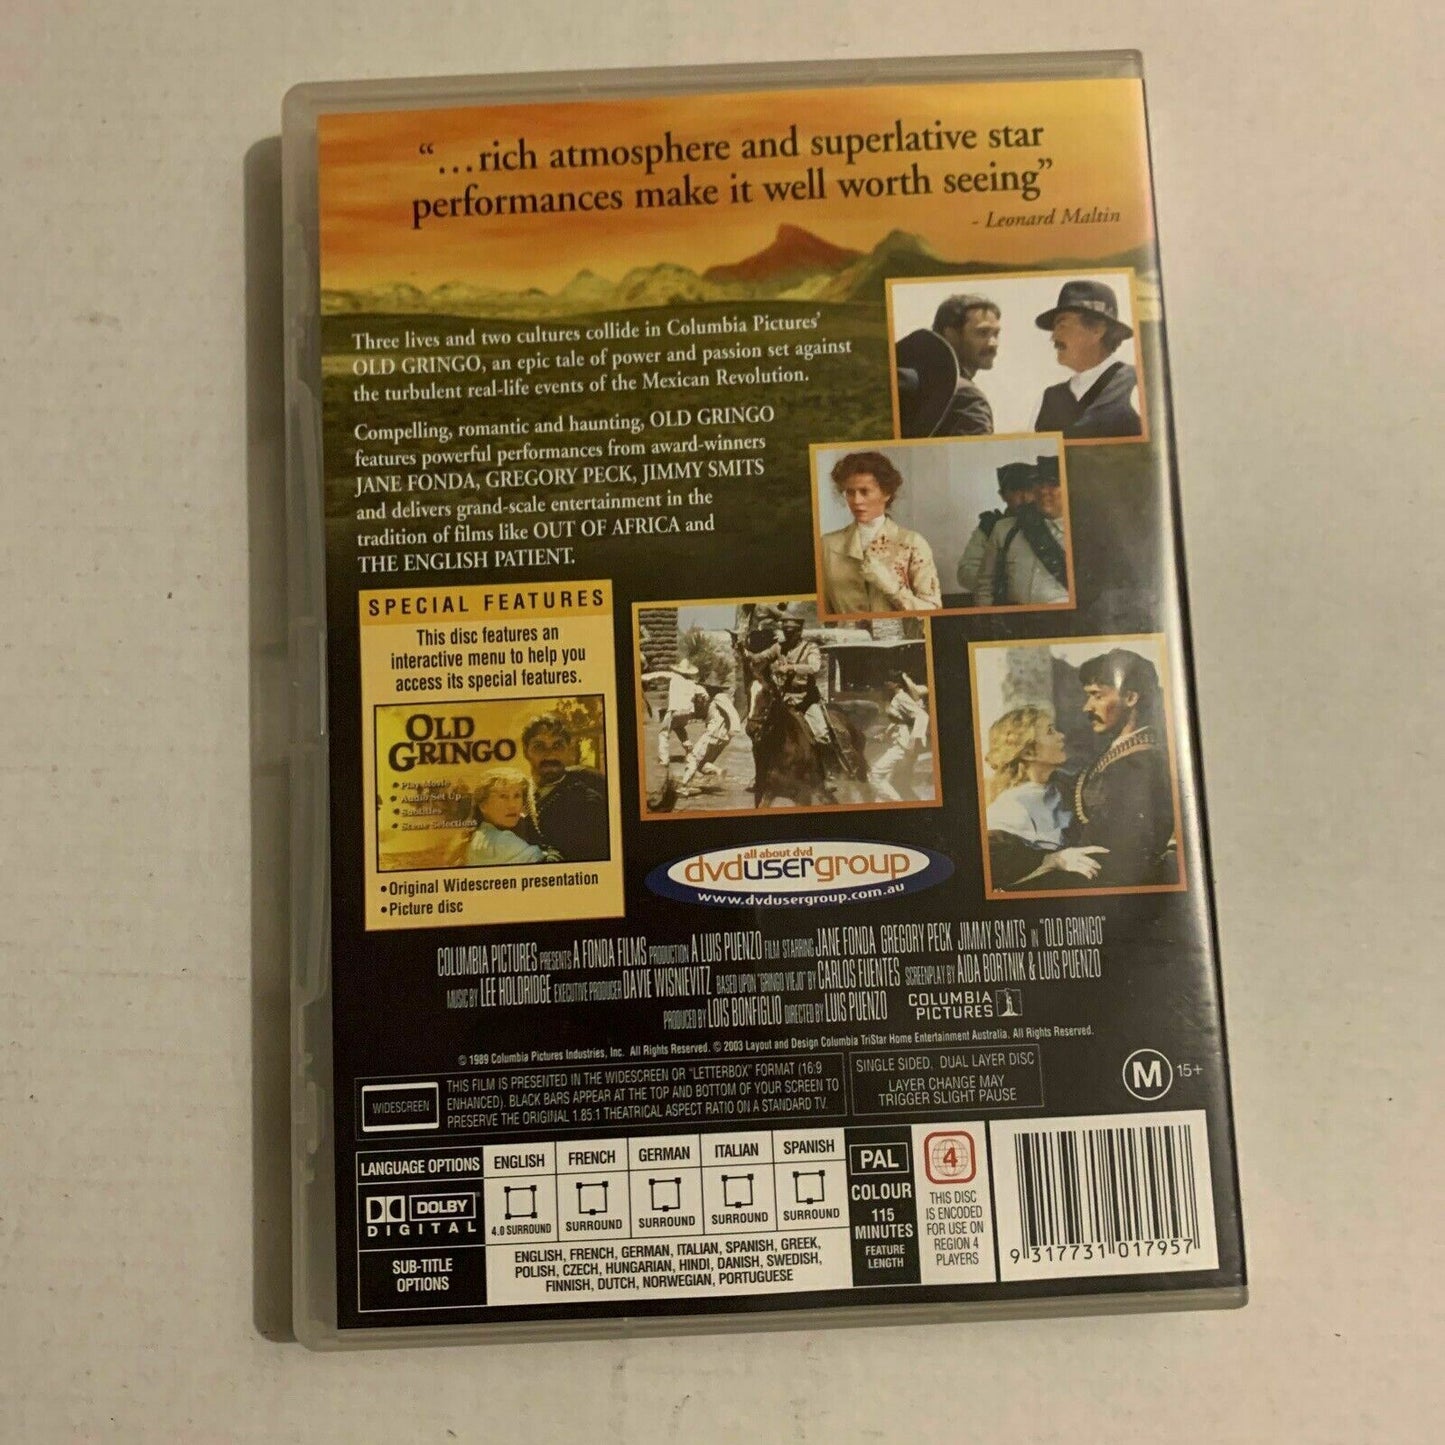 “...rich atmosphere and superlative star
performances make it well worth seeing”
- Leonard Maltin
Three lives and two cultures collide in Columbia Pictures'
OLD GRINGO, an epic tale of power and passion set against
the turbulent real-life events of the Mexican Revolution.
Compelling, romantic and haunting, OLD GRINGO
features powerful performances from award-winners
JANE FONDA, GREGORY PECK, JIMMY SMITS
and delivers grand-scale entertainment in the
tradition of films like OUT OF AFRICA and
THE ENGLISH PATIENT.
SPECIAL FEATURES
This disc features an
interactive menu to help you
access its special features.
OLD
GRINGO
• Play Movie
• Audio Set Up
• Subtitles
• Scene Selections
•Original Widescreen presentation
•Picture disc
all about dvd
dvdusergroup
www.dvdusergroup.com.au
COLUMBIA PICTURES PRESENTS A FONDA FILMS PRODUCTION A LUIS PUENZO FILM STARRING JANE FONDA GREGORY PECK JIMMY SMITS IN "OLD GRINGO"
MUSIC BY LEE HOLDRIDGE EXECUTIVE PRODUCER DAVIE WISNIEVITZ BASED UPON "GRINGO VIEJO" BY CARLOS FUENTES SCREENPLAY BY AIDA BORTNIK & LUIS PUENZO
PRODUCED BY LOIS BONFIGLIO DIRECTED BY LUIS PUENZO
COLUMBIA
PICTURES
© 1989 Columbia Pictures Industries, Inc. All Rights Reserved. © 2003 Layout and Design Columbia TriStar Home Entertainment Australia. All Rights Reserved.
WIDESCREEN
THIS FILM IS PRESENTED IN THE WIDESCREEN OR "LETTERBOX" FORMAT (16:9
ENHANCED). BLACK BARS APPEAR AT THE TOP AND BOTTOM OF YOUR SCREEN TO
PRESERVE THE ORIGINAL 1.85:1 THEATRICAL ASPECT RATIO ON A STANDARD TV.
SINGLE SIDED, DUAL LAYER DISC
LAYER CHANGE MAY
TRIGGER SLIGHT PAUSE
M 15+
LANGUAGE OPTIONS
DOLBY
DIGITAL
ENGLISH
4.0 SURROUND
FRENCH
SURROUND
GERMAN
SURROUND
ITALIAN
SURROUND
SPANISH
SURROUND
SUB-TITLE
OPTIONS
ENGLISH, FRENCH, GERMAN, ITALIAN, SPANISH, GREEK,
POLISH, CZECH, HUNGARIAN, HINDI, DANISH, SWEDISH,
FINNISH, DUTCH, NORWEGIAN, PORTUGUESE
PAL
COLOUR
115
MINUTES
FEATURE
LENGTH
4
THIS DISC
IS ENCODED
FOR USE ON
REGION 4
PLAYERS
9 317731 017957